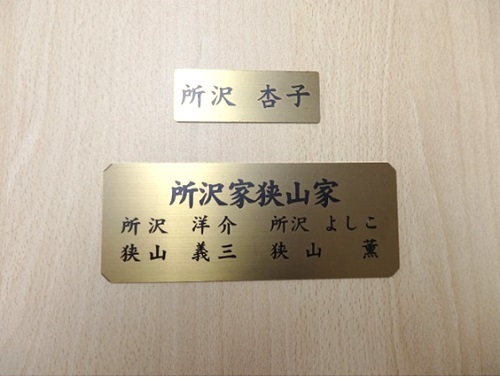 所沢 杏子
所沢家狭山家
所沢 洋介 所沢 よしこ
狭山 義三 狭山 薫